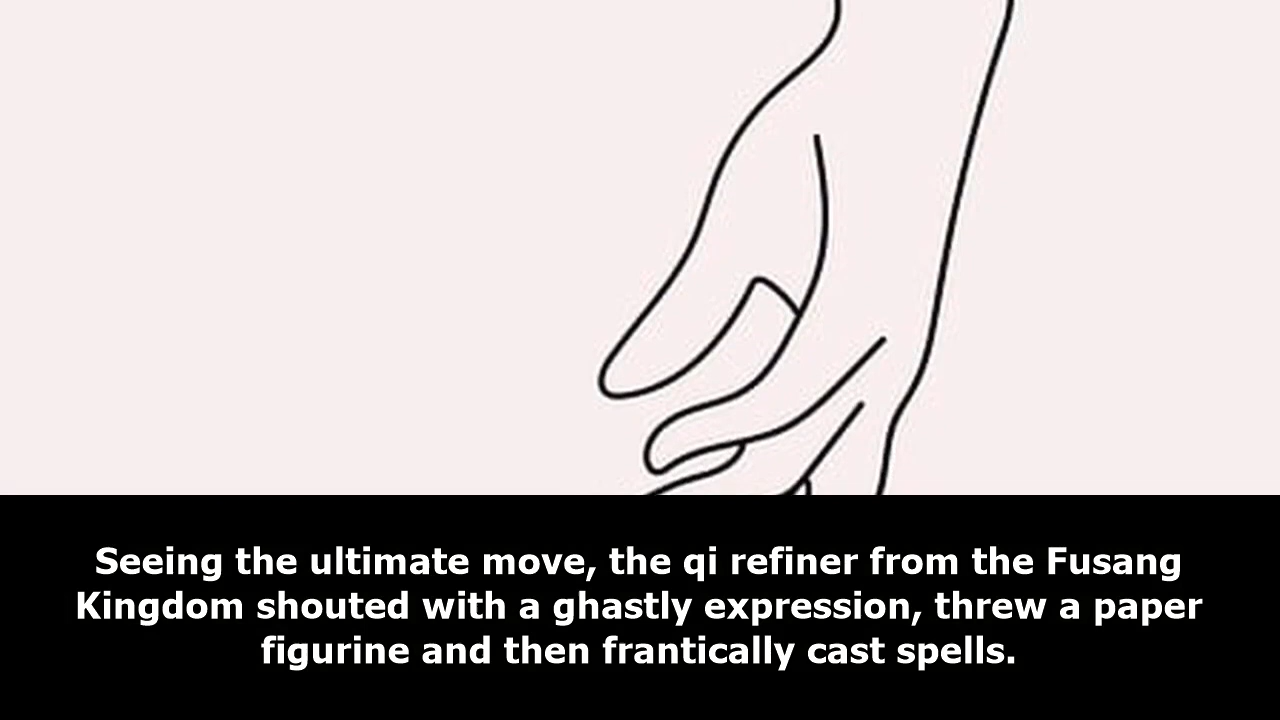 Seeing the ultimate move, the qi refiner from the Fusang
Kingdom shouted with a ghastly expression, threw a paper
figurine and then frantically cast spells.